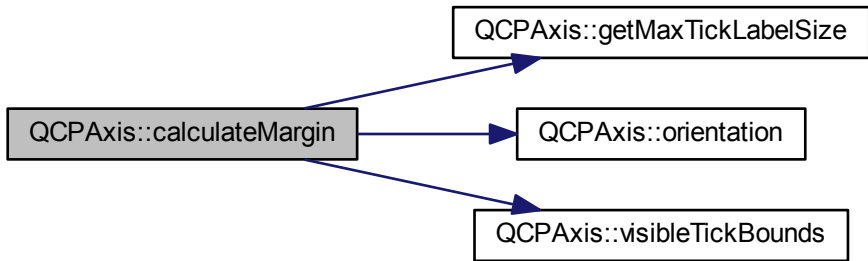 QCPAxis::getMaxTickLabelSize
QCPAxis::calculateMargin
QCPAxis::orientation
QCPAxis::visibleTickBounds